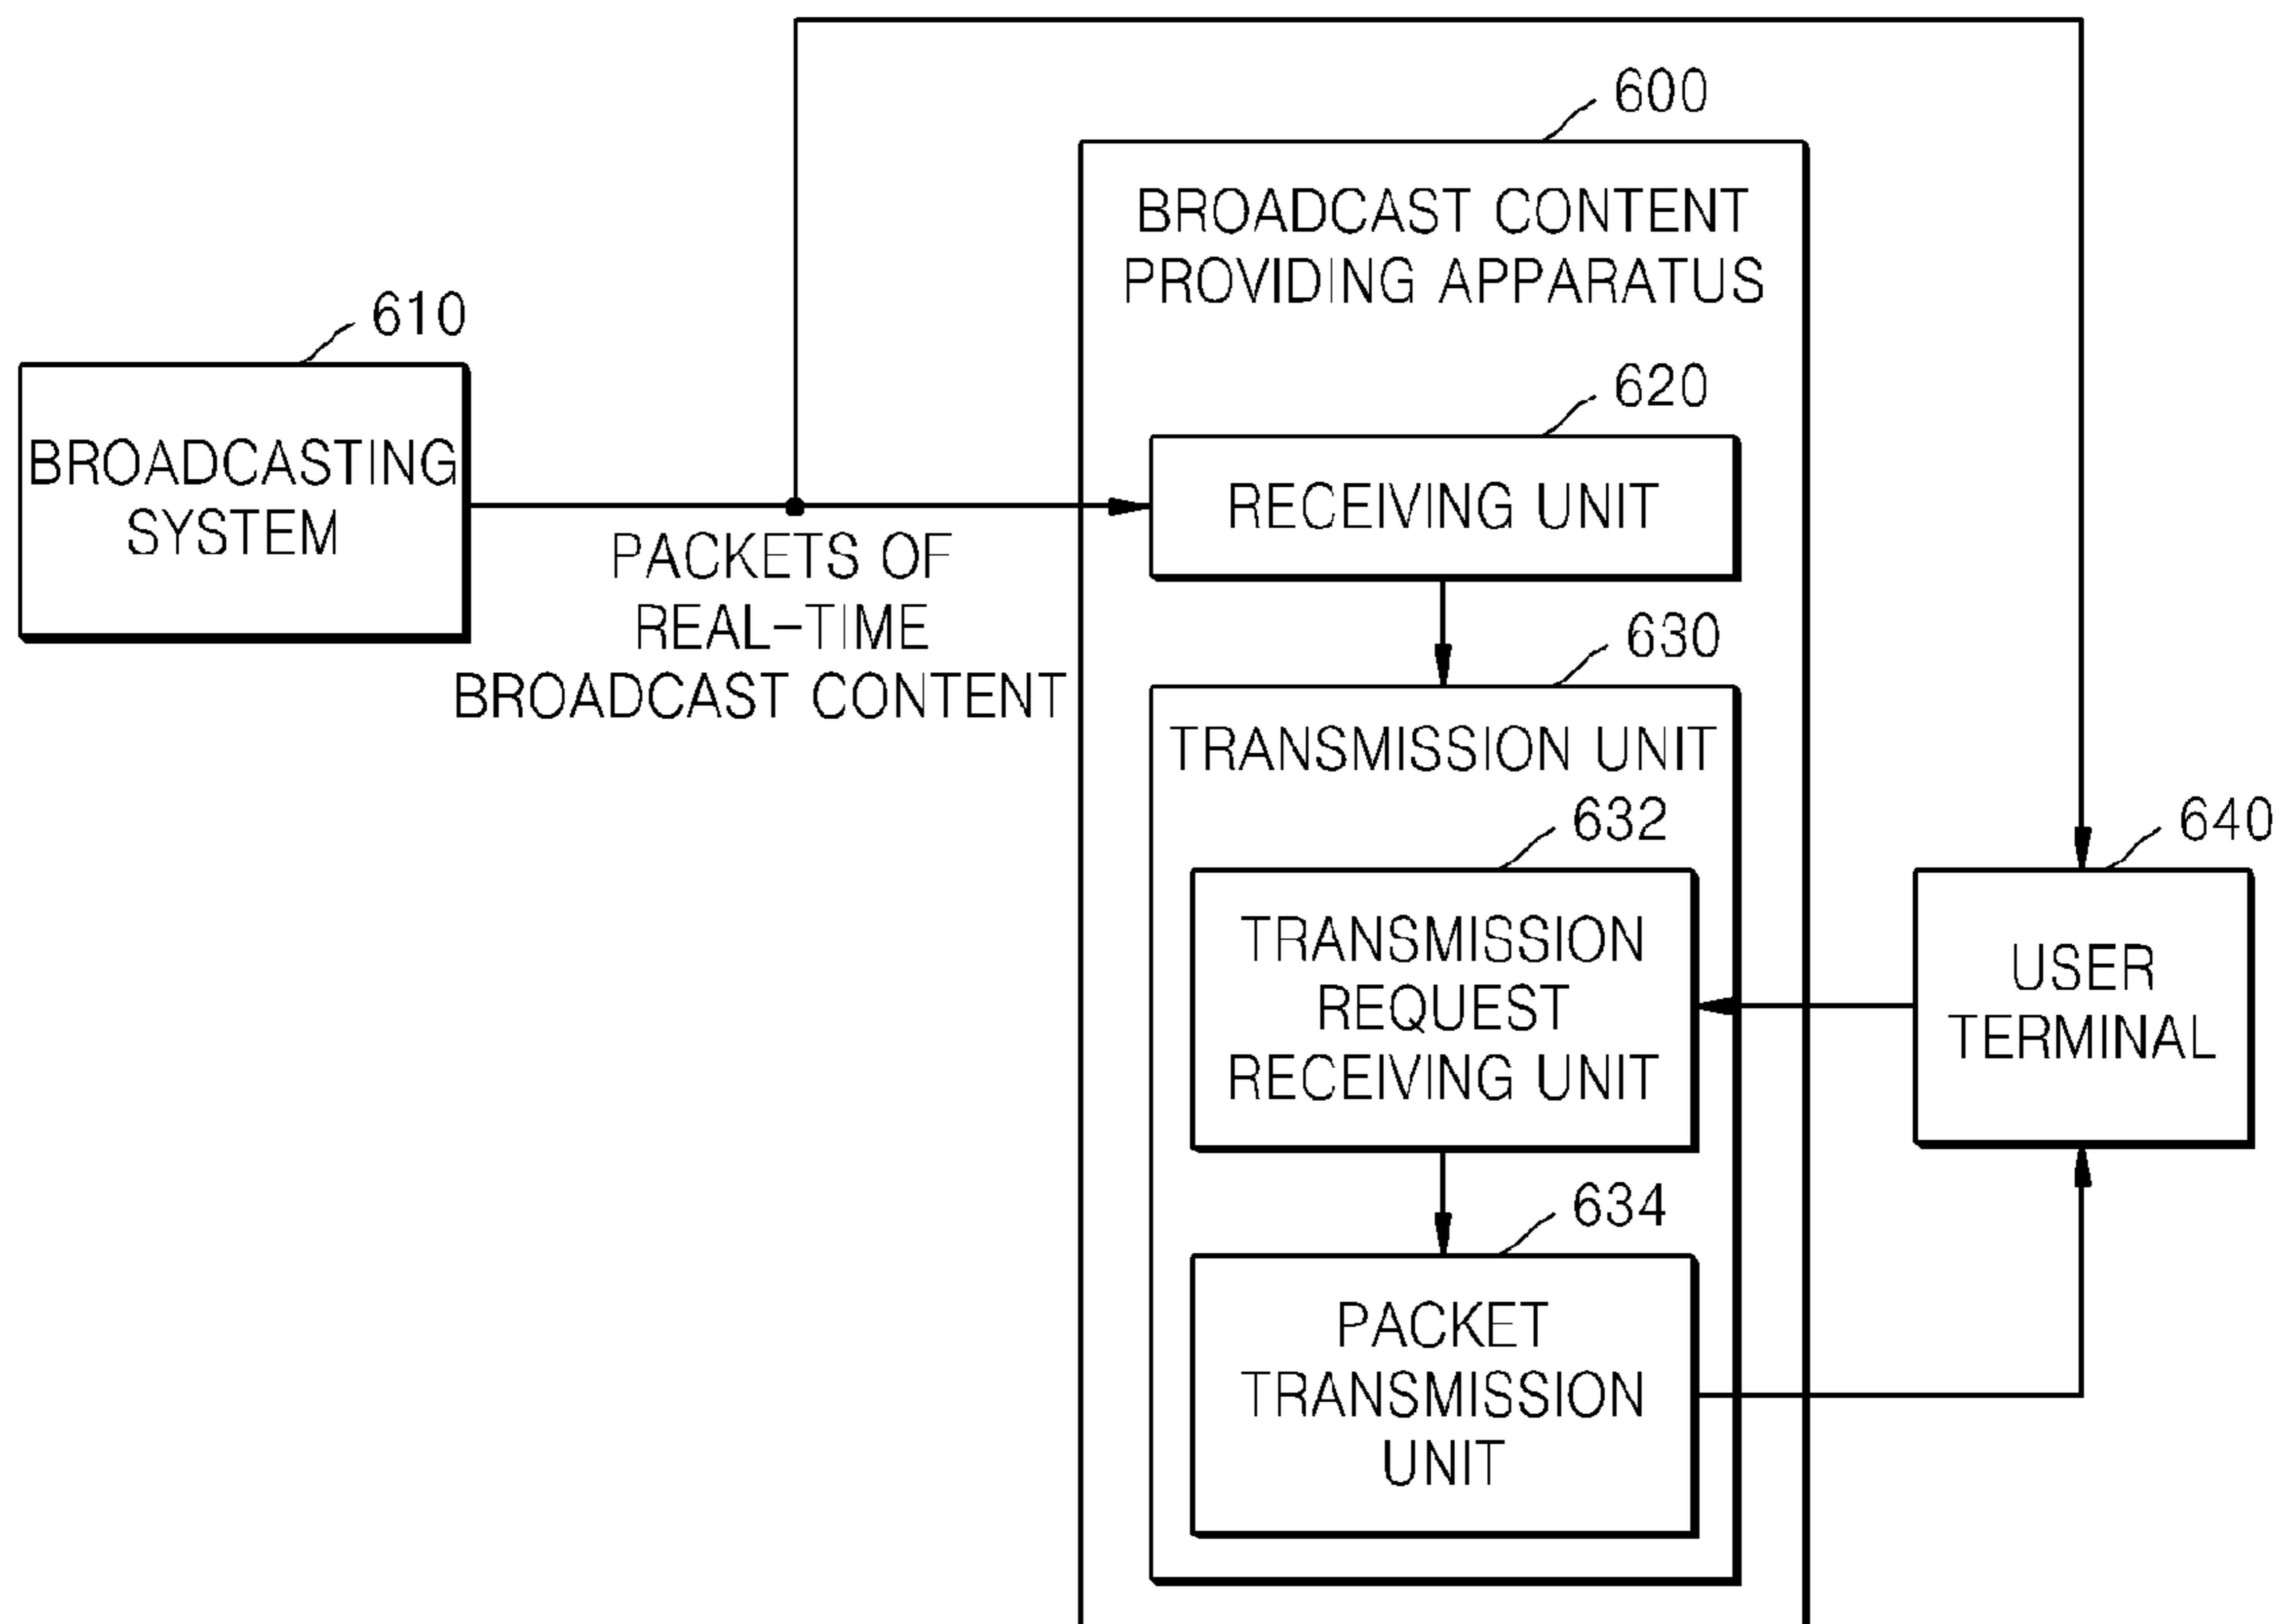 600
BROADCAST CONTENT
PROVIDING APPARATUS
610
BROADCASTING
SYSTEM
PACKETS OF
REAL-TIME
BROADCAST CONTENT
620
RECEIVING UNIT
630
TRANSMISSION UNIT
632
TRANSMISSION
REQUEST
RECEIVING UNIT
634
PACKET
TRANSMISSION
UNIT
640
USER
TERMINAL